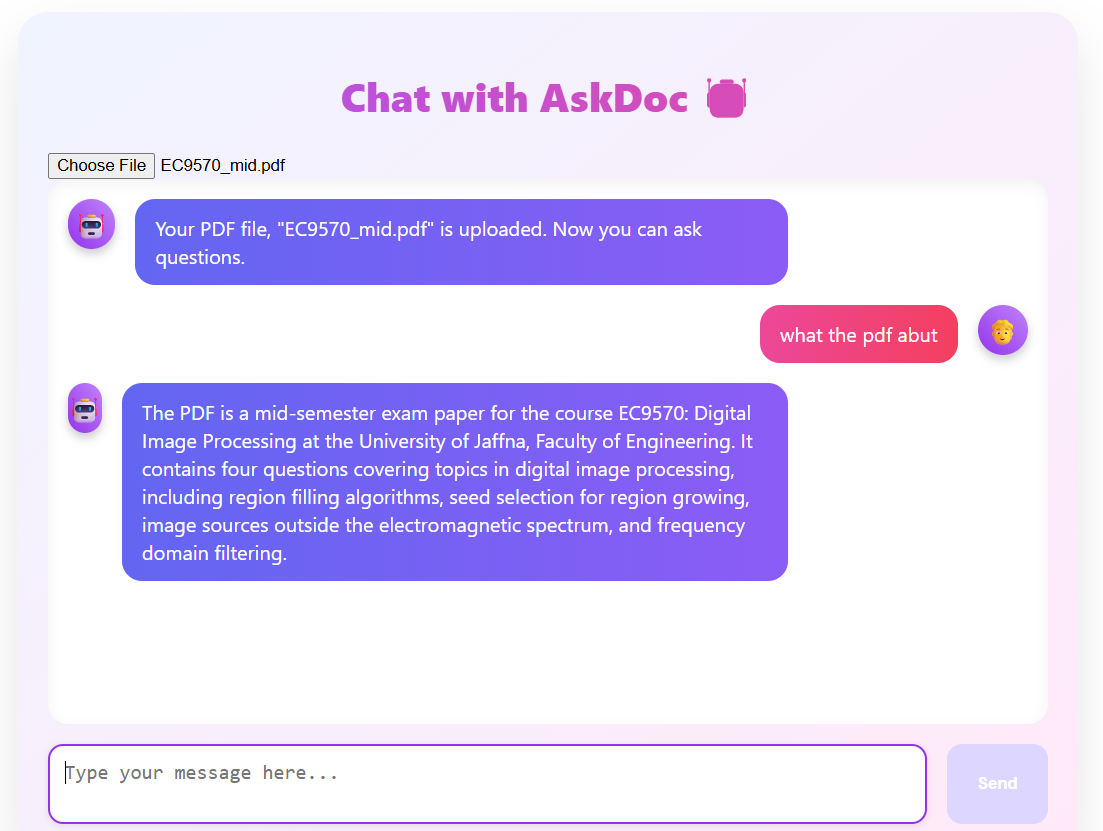 Chat with AskDoc
Choose File EC9570_mid.pdf
Your PDF file, "EC9570_mid.pdf" is uploaded. Now you can ask
questions.
what the pdf abut
The PDF is a mid-semester exam paper for the course EC9570: Digital
Image Processing at the University of Jaffna, Faculty of Engineering. It
contains four questions covering topics in digital image processing,
including region filling algorithms, seed selection for region growing,
image sources outside the electromagnetic spectrum, and frequency
domain filtering.
Type your message here...
Send